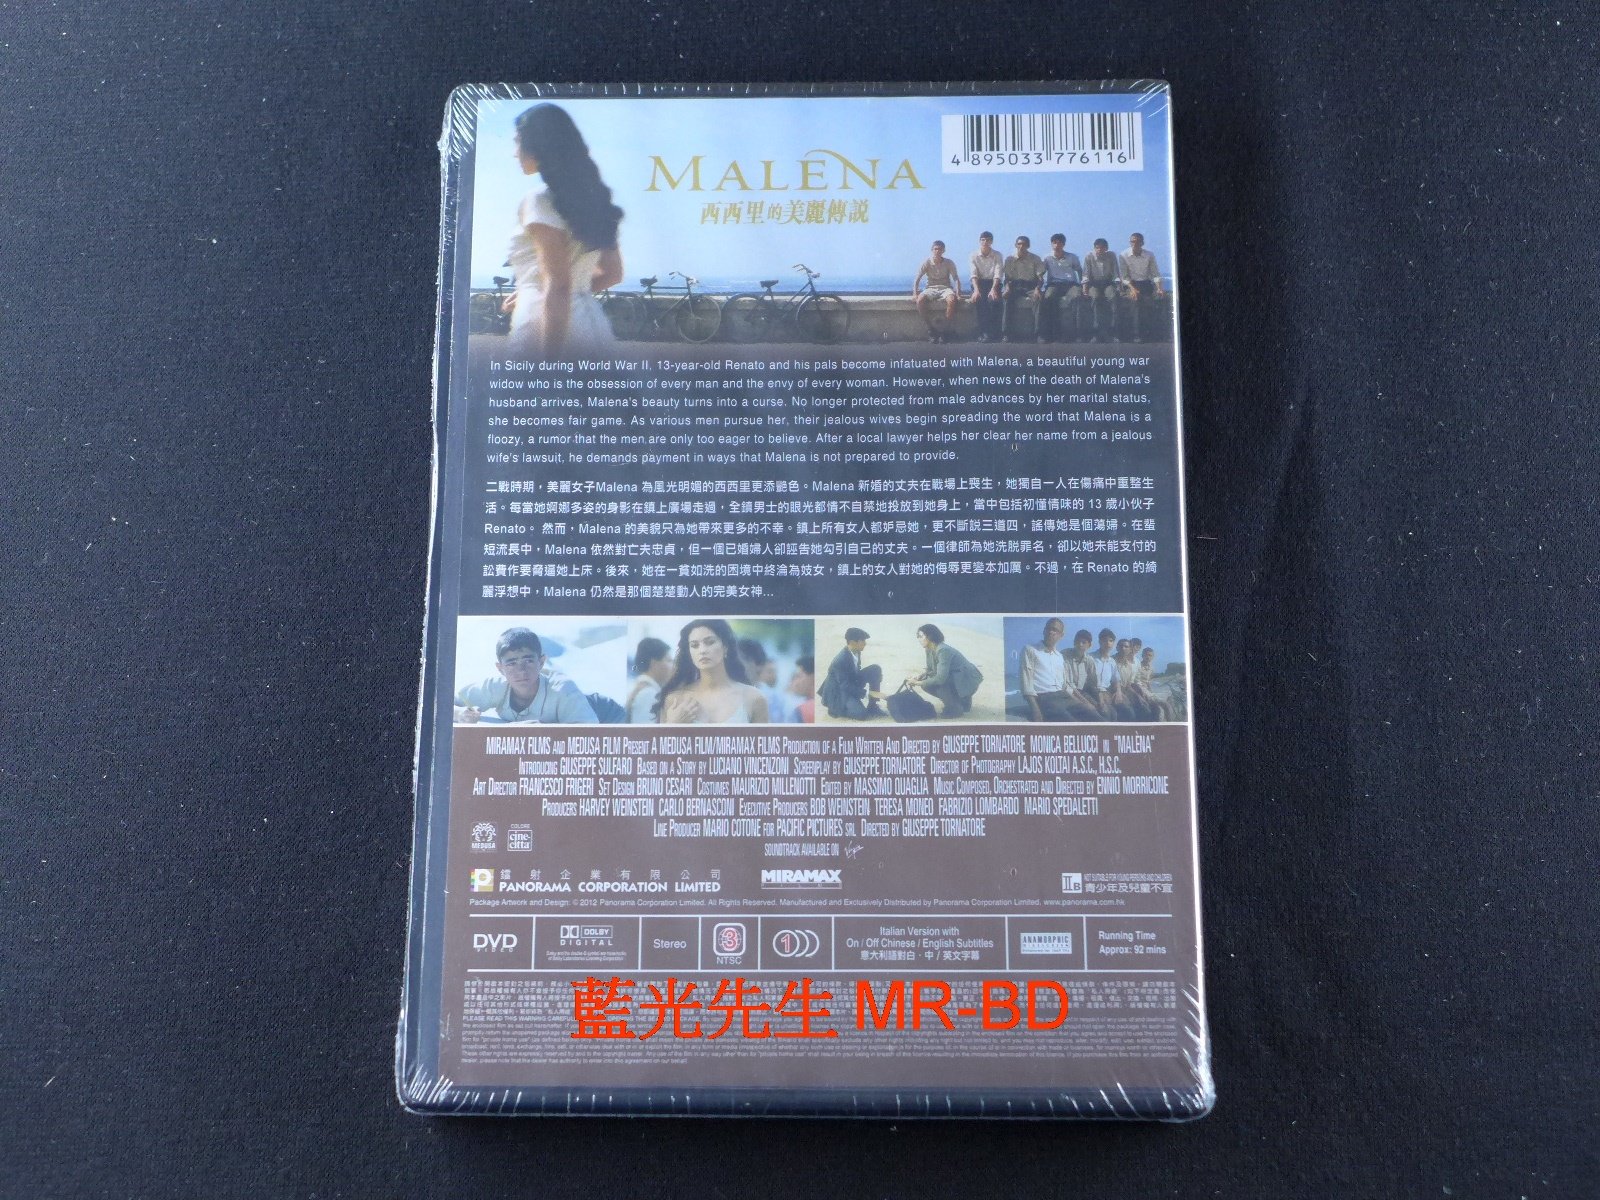 MALÈNA
西西里的美麗傳説
4 895033 776116
In Sicily during World War II, 13-year-old Renato and his pals become infatuated with Malena, a beautiful young war
widow who is the obsession of every man and the envy of every woman. However, when news of the death of Malena's
husband arrives, Malena's beauty turns into a curse. No longer protected from male advances by her marital status,
she becomes fair game. As various men pursue her, their jealous wives begin spreading the word that Malena is a
floozy, a rumor that the men are only too eager to believe. After a local lawyer helps her clear her name from a jealous
wife's lawsuit, he demands payment in ways that Malena is not prepared to provide.
二戰時期，美麗女子Malena 為風光明媚的西西里更添艷色。Malena 新婚的丈夫在戰場上喪生，她獨自一人在傷痛中重整生
活。每當她婀娜多姿的身影在鎮上廣場走過，全鎮男士的眼光都情不自禁地投放到她身上，當中包括初懂情味的 13 歲小伙子
Renato。 然而，Malena 的美貌只為她帶來更多的不幸。鎮上所有女人都妒忌她，更不斷説三道四，謠傳她是個蕩婦。在蜚
短流長中，Malena 依然對亡夫忠貞，但一個已婚婦人卻誣告她勾引自己的丈夫。一個律師為她洗脱罪名，卻以她未能支付的
訟費作要脅逼她上床。後來，她在一貧如洗的困境中終淪為妓女，鎮上的女人對她的侮辱更變本加厲。不過，在 Renato 的綺
麗浮想中，Malena 仍然是那個楚楚動人的完美女神...
MIRAMAX FILMS AND MEDUSA FILM PRESENT A MEDUSA FILM/MIRAMAX FILMS PRODUCTION OF A FILM WRITTEN AND DIRECTED BY GIUSEPPE TORNATORE MONICA BELLUCCI IN "MALÈNA"
INTRODUCING GIUSEPPE SULFARO BASED ON A STORY BY LUCIANO VINCENZONI SCREENPLAY BY GIUSEPPE TORNATORE DIRECTOR OF PHOTOGRAPHY LAJOS KOLTAI A.S.C., H.S.C.
ART DIRECTOR FRANCESCO FRIGERI SET DESIGN BRUNO CESARI COSTUMES MAURIZIO MILLENOTTI EDITED BY MASSIMO QUAGLIA MUSIC COMPOSED, ORCHESTRATED AND DIRECTED BY ENNIO MORRICONE
PRODUCERS HARVEY WEINSTEIN CARLO BERNASCONI EXECUTIVE PRODUCERS BOB WEINSTEIN TERESA MONEO FABRIZIO LOMBARDO MARIO SPEDALETTI
LINE PRODUCER MARIO COTONE FOR PACIFIC PICTURES SRL DIRECTED BY GIUSEPPE TORNATORE
MEDUSA
COLORE cinecittà
SOUNDTRACK AVAILABLE ON Virgin
鐳射企業有限公司
PANORAMA CORPORATION LIMITED
MIRAMAX
IIB NOT SUITABLE FOR YOUNG PERSONS AND CHILDREN
青少年及兒童不宜
Package Artwork and Design: © 2012 Panorama Corporation Limited. All Rights Reserved. Manufactured and Exclusively Distributed by Panorama Corporation Limited. www.panorama.com.hk
DVD VIDEO
DOLBY DIGITAL
Stereo
3 NTSC
1
Italian Version with
On / Off Chinese / English Subtitles
意大利語對白 · 中 / 英文字幕
ANAMORPHIC
Running Time
Approx: 92 mins
藍光先生 MR-BD